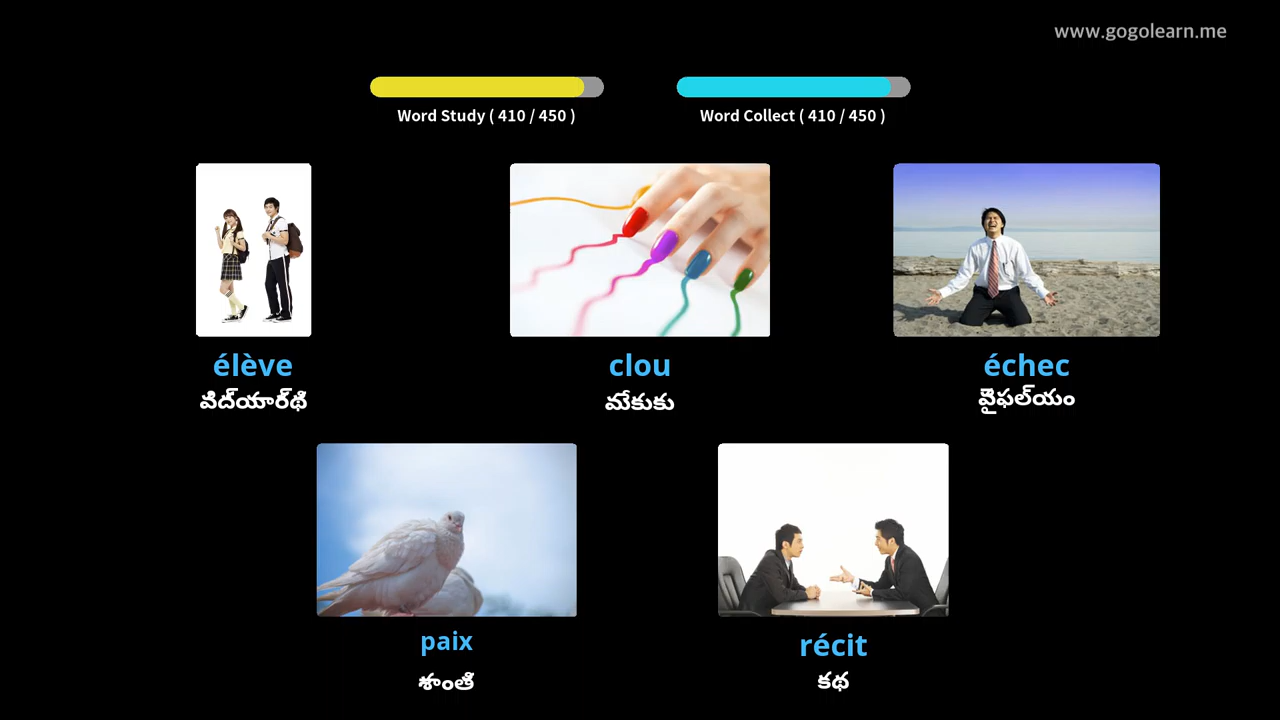 www.gogolearn.me
Word Study ( 410 / 450 )
Word Collect ( 410 / 450 )
élève
clou
échec
విద్యార్థి
మేకుకు
వైఫల్యం
paix
récit
శాంతి
కథ